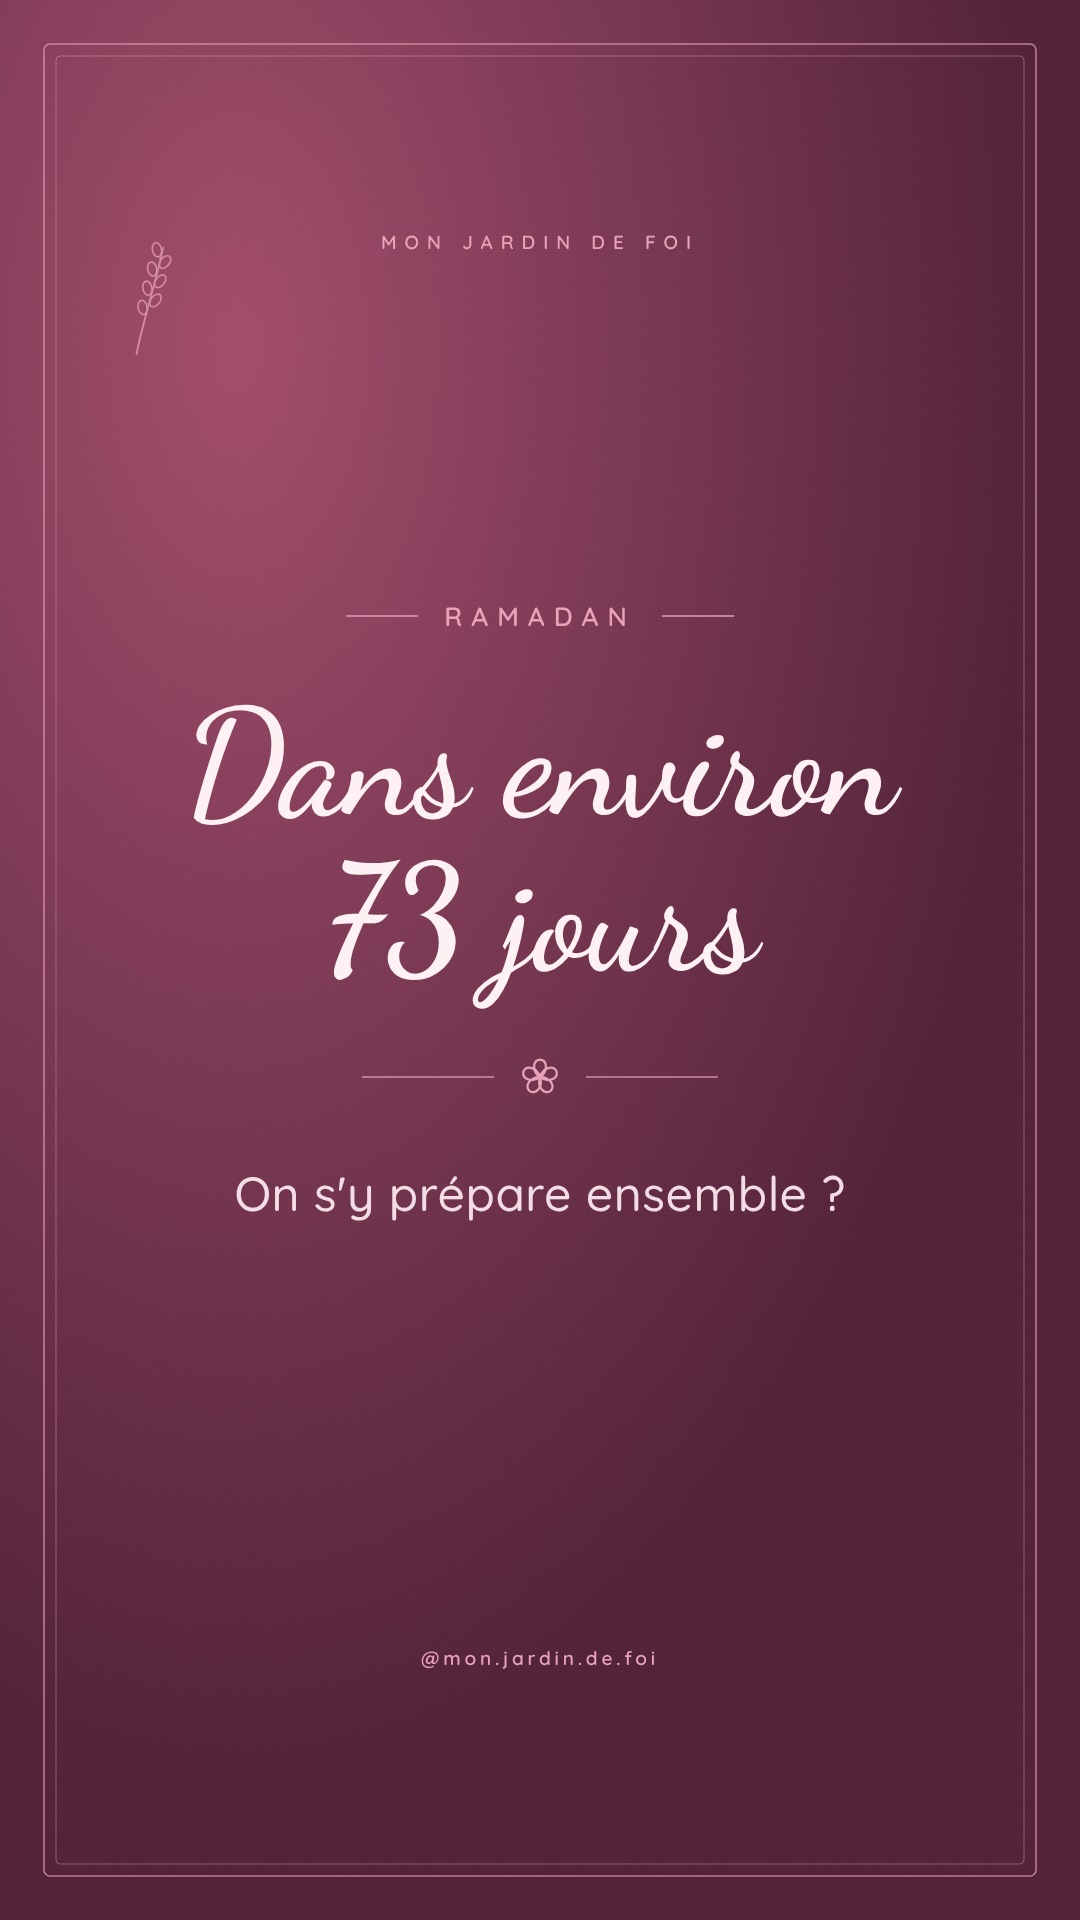 MON JARDIN DE FOI
RAMADAN
Dans environ
73 jours
On s'y prépare ensemble ?
@mon.jardin.de.foi